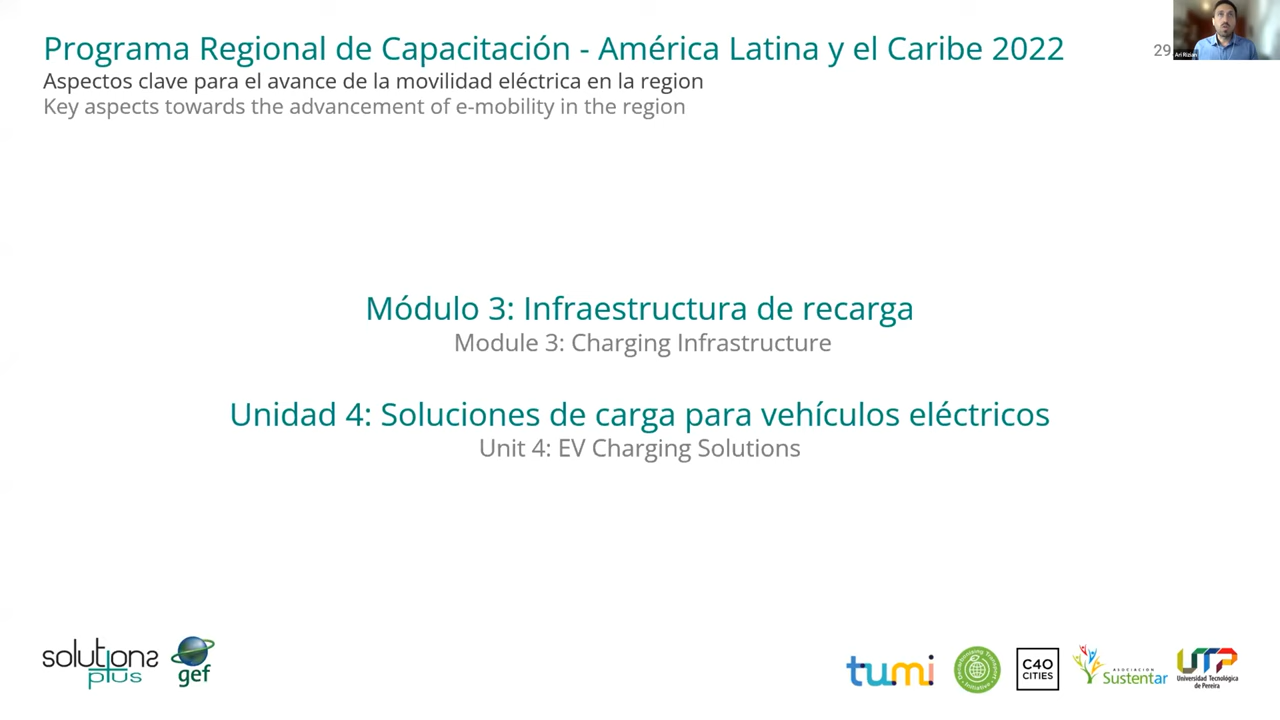 Programa Regional de Capacitación - América Latina y el Caribe 2022
29
Ari Rizian
Aspectos clave para el avance de la movilidad eléctrica en la region
Key aspects towards the advancement of e-mobility in the region
Módulo 3: Infraestructura de recarga
Module 3: Charging Infrastructure
Unidad 4: Soluciones de carga para vehículos eléctricos
Unit 4: EV Charging Solutions
solutions
plus
gef
tumi
C40
CITIES
ASOCIACIÓN
Sustentar
UTP
Universidad Tecnológica
de Pereira